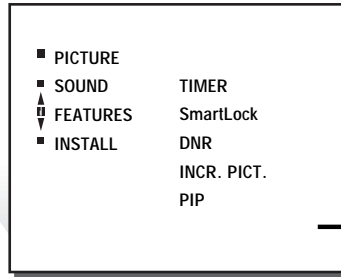 PICTURE
SOUND TIMER
FEATURES SmartLock
INSTALL DNR
INCR. PICT.
PIP